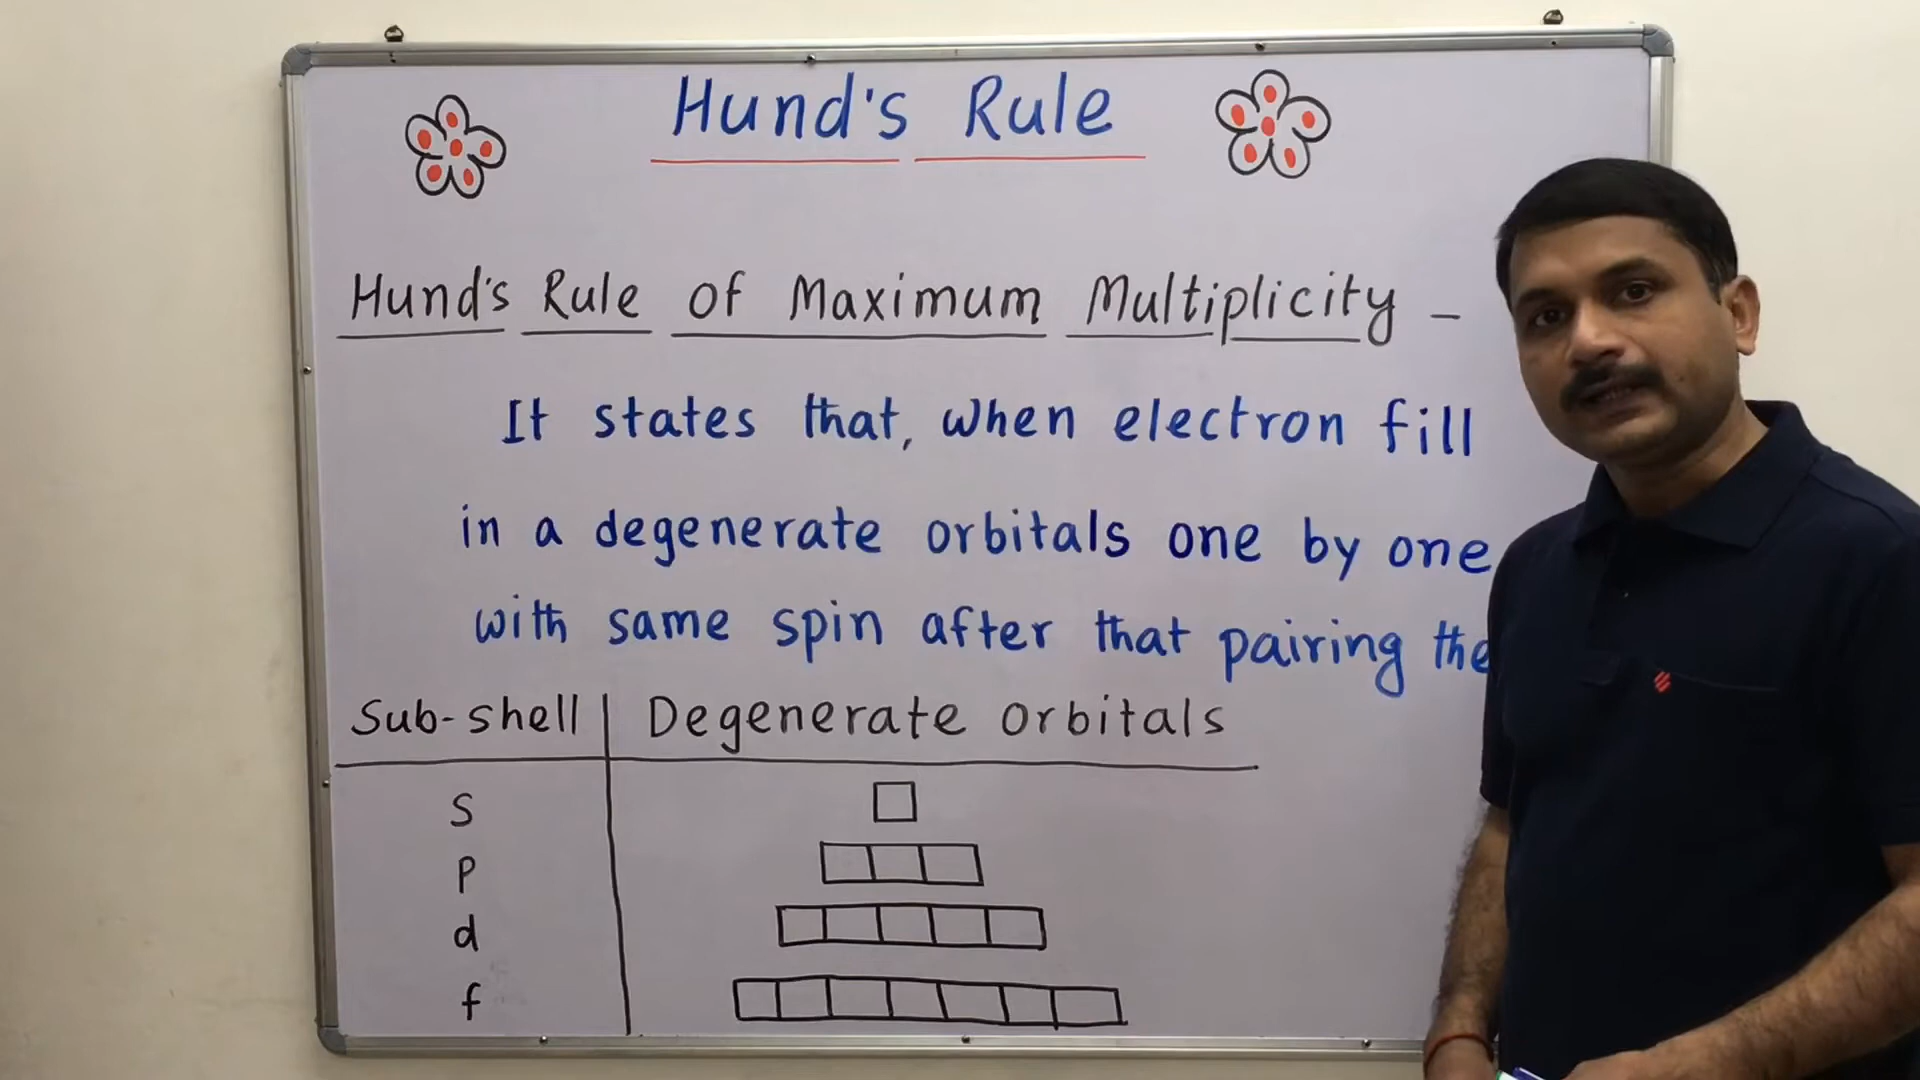 Hund's Rule
Hund's Rule of Maximum Multiplicity -
It states that, when electron fill
in a degenerate orbitals one by one
with same spin after that pairing the
Sub-shell | Degenerate orbitals
s
p
d
f